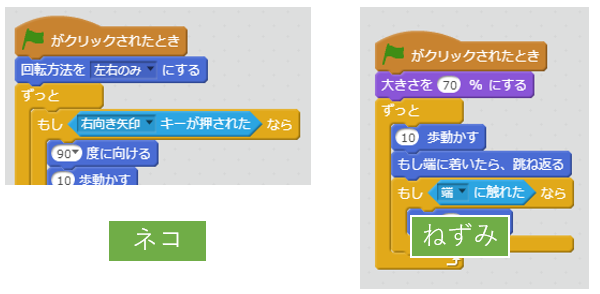 がクリックされたとき
回転方法を 左右のみ にする
ずっと
もし 右向き矢印 キーが押された なら
90 度に向ける
10 歩動かす
ネコ
がクリックされたとき
大きさを 70 % にする
ずっと
10 歩動かす
もし端に着いたら、跳ね返る
もし 端 に触れた なら
ねずみ